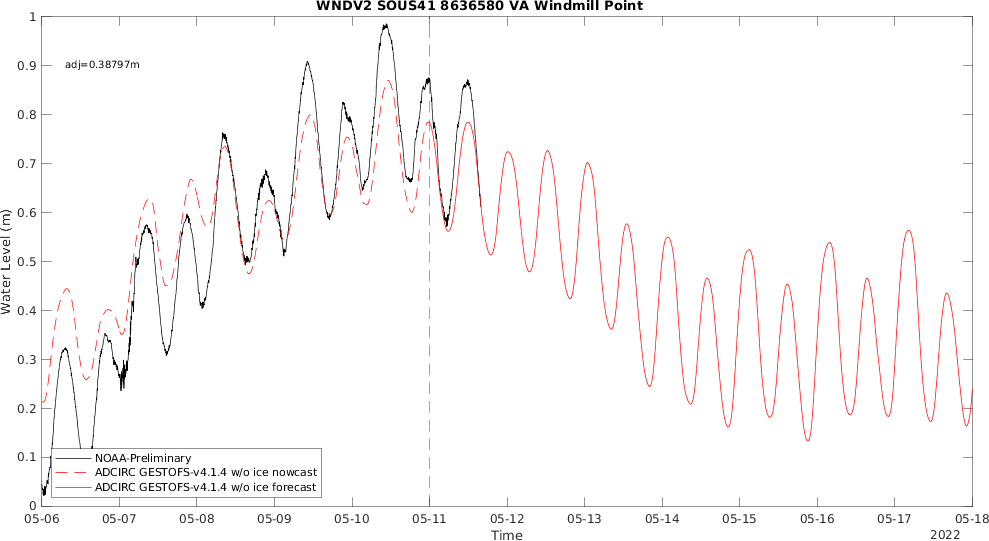 WNDV2 SOUS41 8636580 VA Windmill Point
adj=0.38797m
Water Level (m)
1
0.9
0.8
0.7
0.6
0.5
0.4
0.3
0.2
0.1
0
NOAA-Preliminary
ADCIRC GESTOFS-v4.1.4 w/o ice nowcast
ADCIRC GESTOFS-v4.1.4 w/o ice forecast
05-06 05-07 05-08 05-09 05-10 05-11 05-12 05-13 05-14 05-15 05-16 05-17 05-18
Time
2022